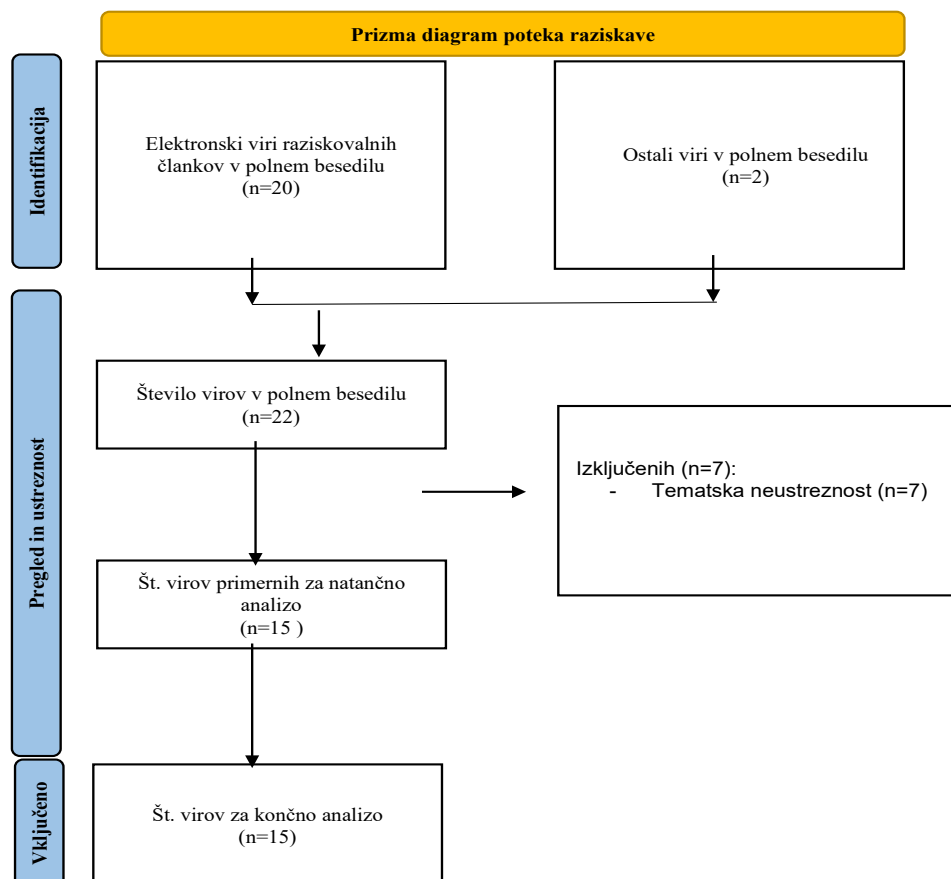 Prizma diagram poteka raziskave
Identifikacija
Elektronski viri raziskovalnih
člankov v polnem besedilu
(n=20)
Ostali viri v polnem besedilu
(n=2)
Pregled in ustreznost
Število virov v polnem besedilu
(n=22)
Izključenih (n=7):
- Tematska neustreznost (n=7)
Št. virov primernih za natančno
analizo
(n=15 )
Vključeno
Št. virov za končno analizo
(n=15)